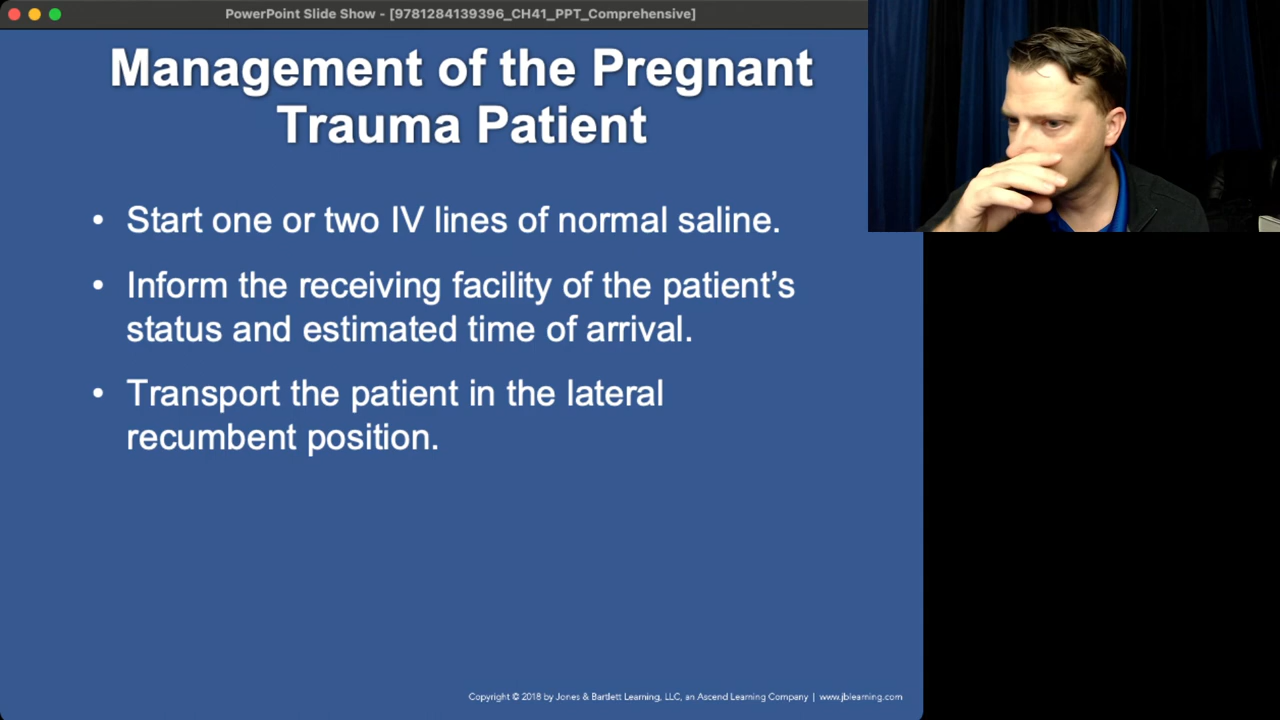 PowerPoint Slide Show - [9781284139396_CH41_PPT_Comprehensive]
Management of the Pregnant
Trauma Patient
• Start one or two IV lines of normal saline.
• Inform the receiving facility of the patient’s
status and estimated time of arrival.
• Transport the patient in the lateral
recumbent position.
Copyright © 2018 by Jones & Bartlett Learning, LLC, an Ascend Learning Company | www.jblearning.com